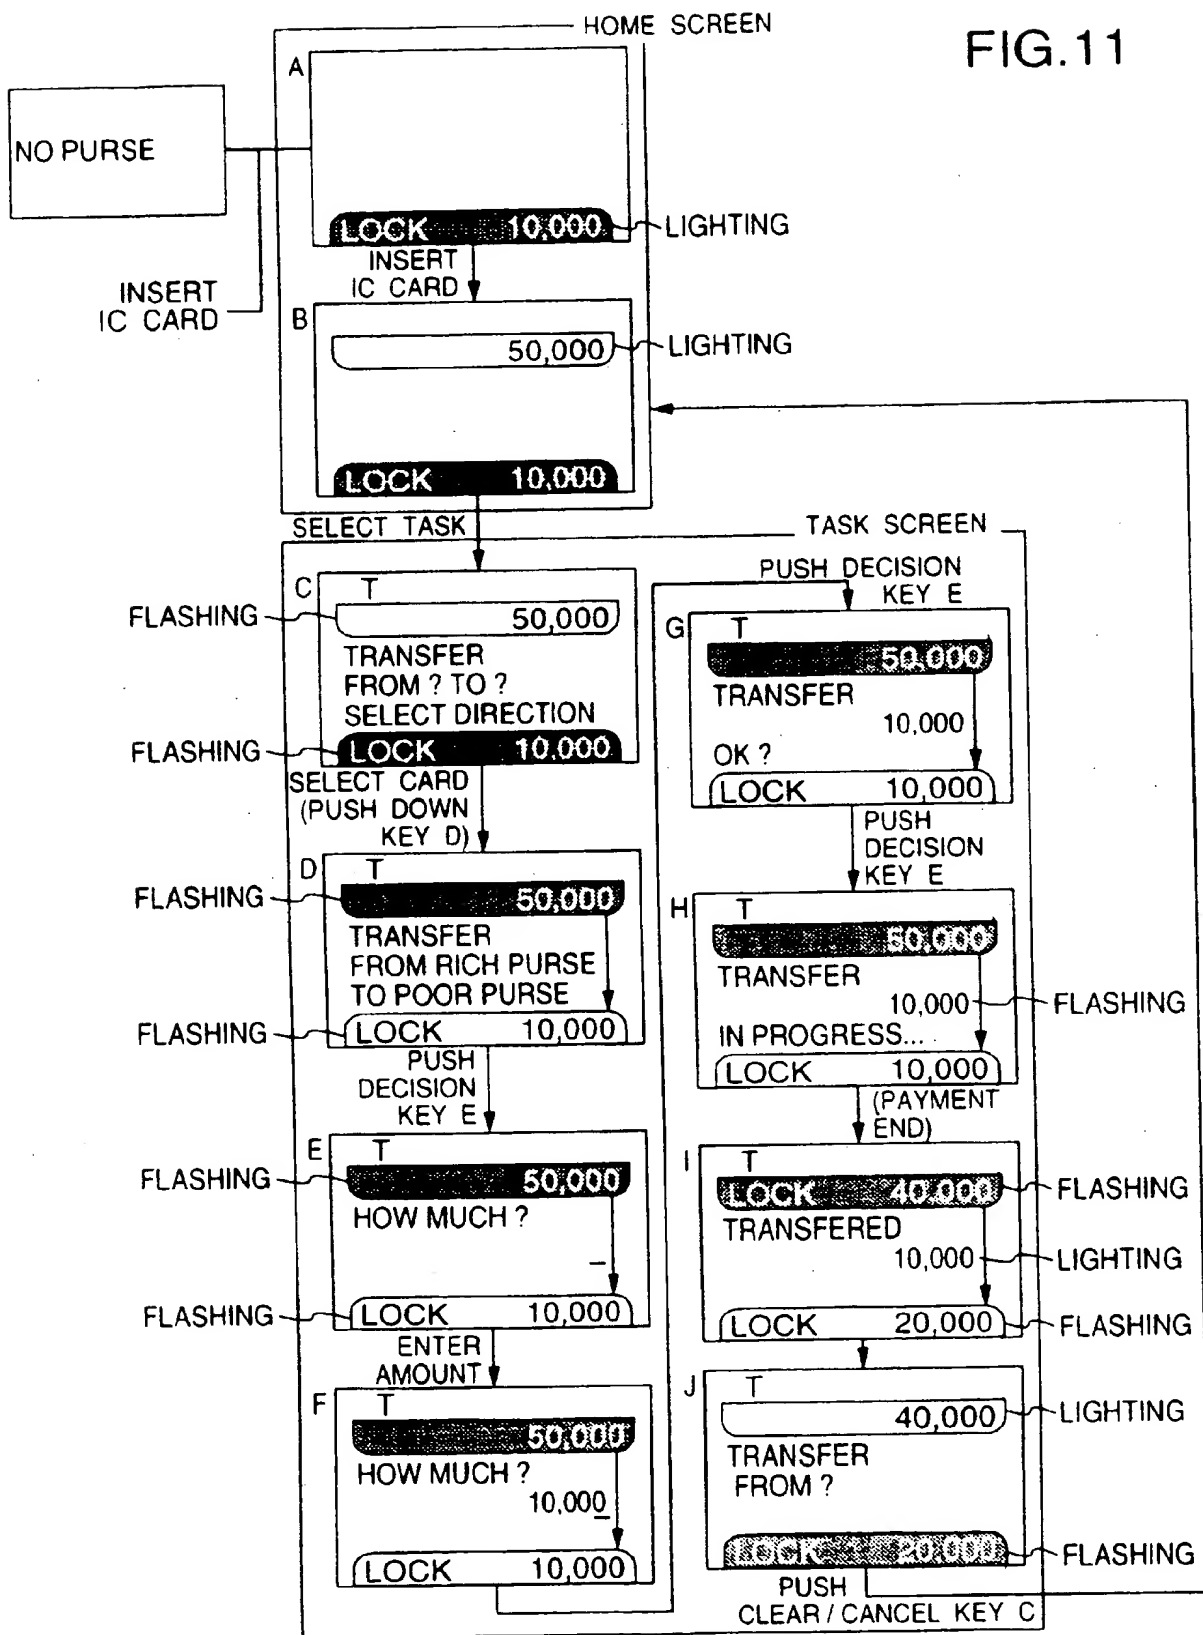 FIG.11
HOME SCREEN
NO PURSE
INSERT
IC CARD
A
LOCK 10,000
LIGHTING
INSERT
IC CARD
B
50,000
LIGHTING
LOCK 10,000
SELECT TASK
TASK SCREEN
C
T
FLASHING
50,000
TRANSFER
FROM ? TO ?
SELECT DIRECTION
FLASHING
LOCK 10,000
SELECT CARD
(PUSH DOWN
KEY D)
D
T
FLASHING
50,000
TRANSFER
FROM RICH PURSE
TO POOR PURSE
FLASHING
LOCK 10,000
PUSH
DECISION
KEY E
E
T
FLASHING
50,000
HOW MUCH ?
_
FLASHING
LOCK 10,000
ENTER
AMOUNT
F
T
50,000
HOW MUCH ?
10,000
LOCK 10,000
PUSH DECISION
KEY E
G
T
50,000
TRANSFER
10,000
OK ?
LOCK 10,000
PUSH
DECISION
KEY E
H
T
50,000
TRANSFER
10,000
FLASHING
IN PROGRESS...
LOCK 10,000
(PAYMENT
END)
I
T
LOCK 40,000
FLASHING
TRANSFERED
10,000
LIGHTING
LOCK 20,000
FLASHING
J
T
40,000
LIGHTING
TRANSFER
FROM ?
LOCK 20,000
FLASHING
PUSH
CLEAR / CANCEL KEY C